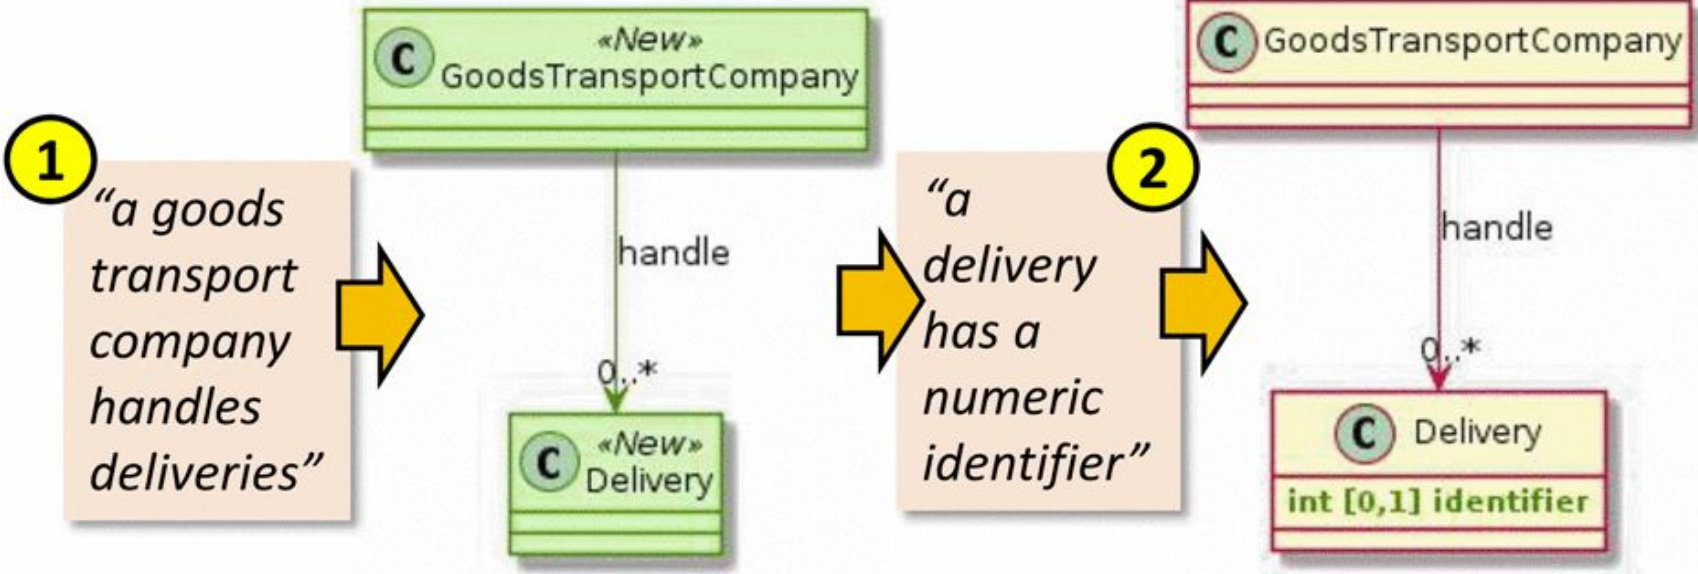 1
“a goods
transport
company
handles
deliveries”
C
«New»
GoodsTransportCompany
handle
0..*
C
«New»
Delivery
2
“a
delivery
has a
numeric
identifier”
C
GoodsTransportCompany
handle
0..*
C
Delivery
int [0,1] identifier